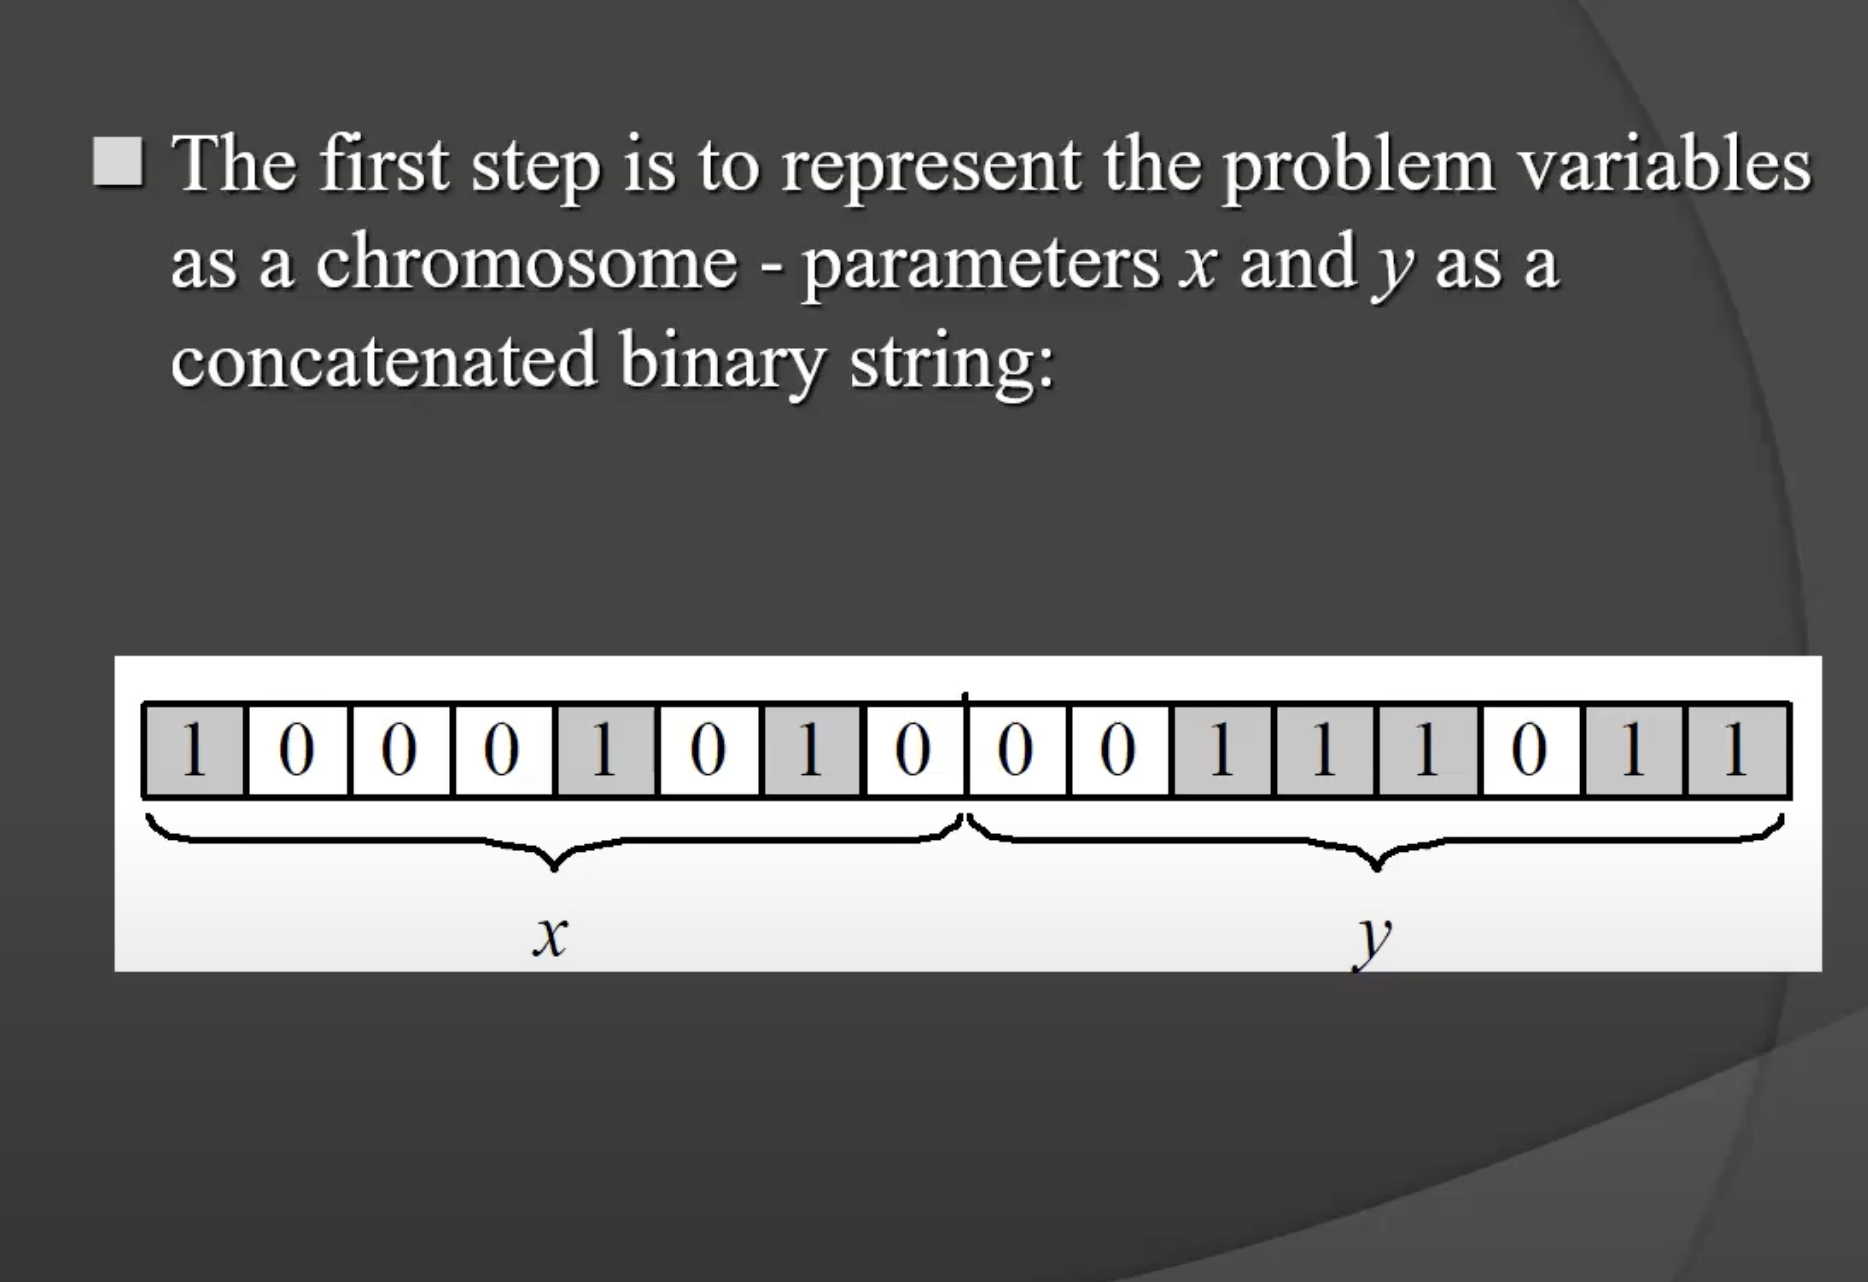 The first step is to represent the problem variables
as a chromosome - parameters x and y as a
concatenated binary string:
1 0 0 0 1 0 1 0 0 0 1 1 1 0 1 1
x y